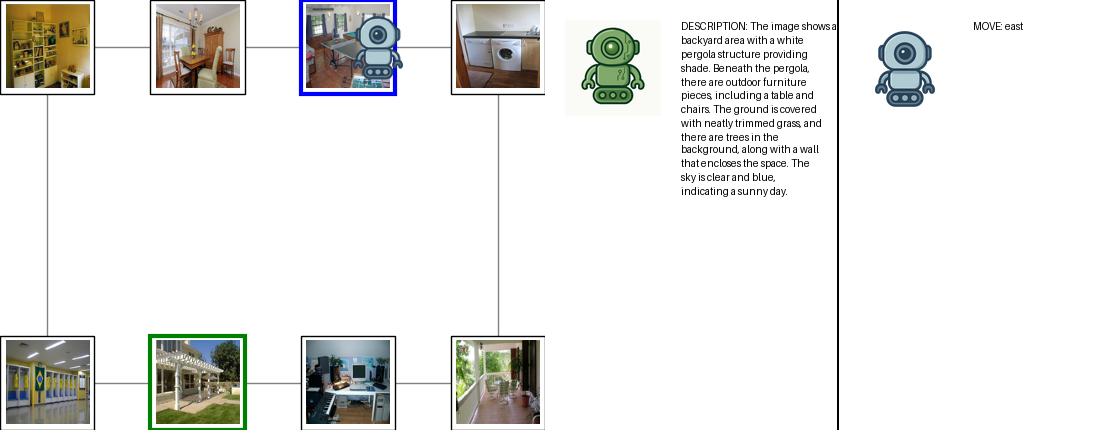 DESCRIPTION: The image shows a
backyard area with a white
pergola structure providing
shade. Beneath the pergola,
there are outdoor furniture
pieces, including a table and
chairs. The ground is covered
with neatly trimmed grass, and
there are trees in the
background, along with a wall
that encloses the space. The
sky is clear and blue,
indicating a sunny day.
MOVE: east